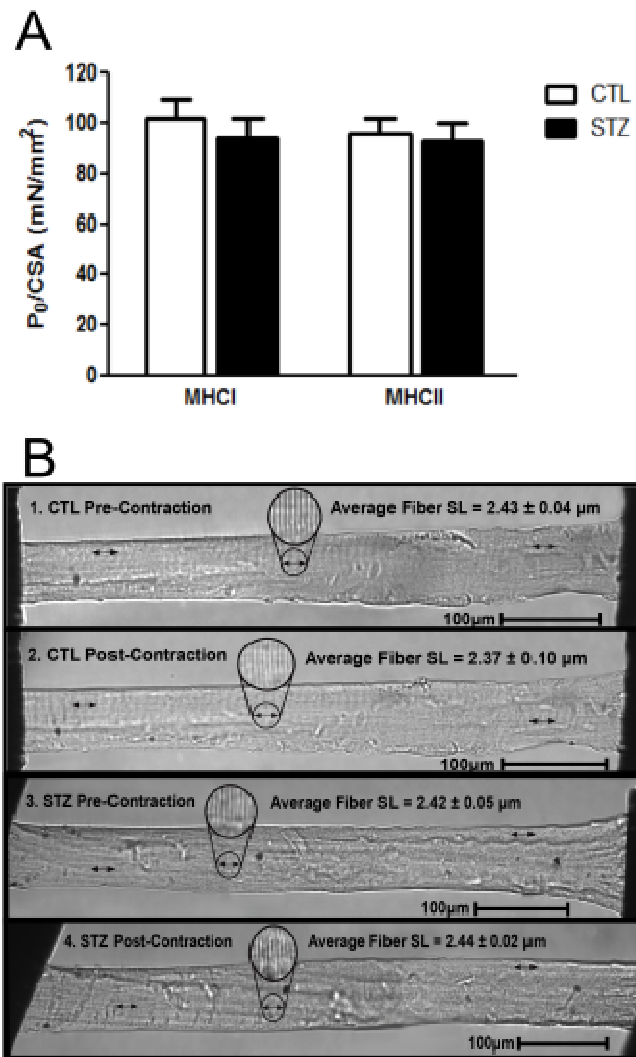 A
120
100
80
60
40
20
0
P0/CSA (mN/mm2)
MHCI
MHCII
CTL
STZ
B
1. CTL Pre-Contraction
Average Fiber SL = 2.43 ± 0.04 µm
100µm
2. CTL Post-Contraction
Average Fiber SL = 2.37 ± 0.10 µm
100µm
3. STZ Pre-Contraction
Average Fiber SL = 2.42 ± 0.05 µm
100µm
4. STZ Post-Contraction
Average Fiber SL = 2.44 ± 0.02 µm
100µm